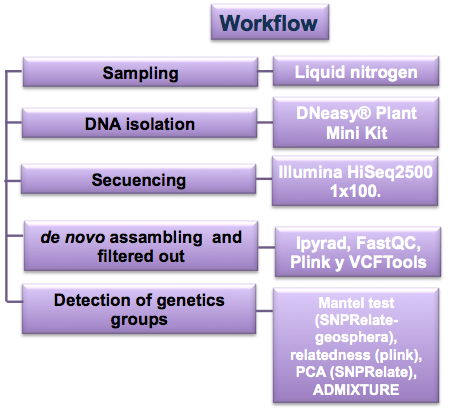 Workflow
Sampling
Liquid nitrogen
DNA isolation
DNeasy® Plant
Mini Kit
Secuencing
Illumina HiSeq2500
1x100.
de novo assambling and
filtered out
Ipyrad, FastQC,
Plink y VCFTools
Detection of genetics
groups
Mantel test
(SNPRelate-
geosphera),
relatedness (plink),
PCA (SNPRelate),
ADMIXTURE